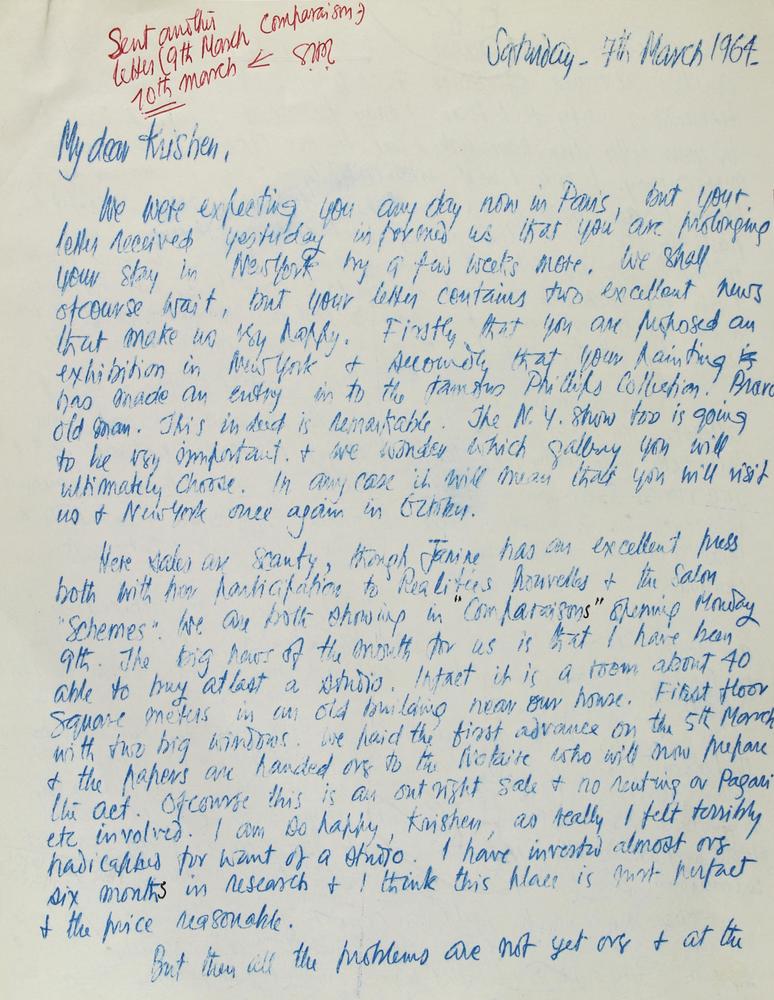 Sent another
letter (9th March Comparaison)
10th march ←
Saturday - 7th March 1964
My dear Krishen,
We were expecting you any day now in Paris, but your
letter received yesterday informed us that you are prolonging
your stay in New York by a few weeks more. We shall
ofcourse wait, but your letter contains two excellent news
that make us very happy. Firstly that you are proposed an
exhibition in New York & secondly that your painting
has made an entry in to the famous Phillips Collection. Bravo
old man. This indeed is remarkable. The N.Y. show too is going
to be very important. & we wonder which gallery you will
ultimately choose. In any case it will mean that you will visit
us & New York once again in October.
Here sales are scanty, though Janine has an excellent press
both with her participation to Realities Nouvelles & the Salon
"Schemes". We are both showing in "Comparaisons" opening Monday
9th. The big news of the month for us is that I have been
able to buy atlast a studio. Infact it is a room about 40
square meters in an old building near our house. First floor
with two big windows. We paid the first advance on the 5th March
& the papers are handed over to the Notaire who will now prepare
the act. Ofcourse this is an outright sale & no renting or Pagari
etc involved. I am so happy, Krishen, as really I felt terribly
hadicapped for want of a studio. I have invested almost over
six months in research & I think this place is most perfect
& the price reasonable.
But then all the problems are not yet over & at the